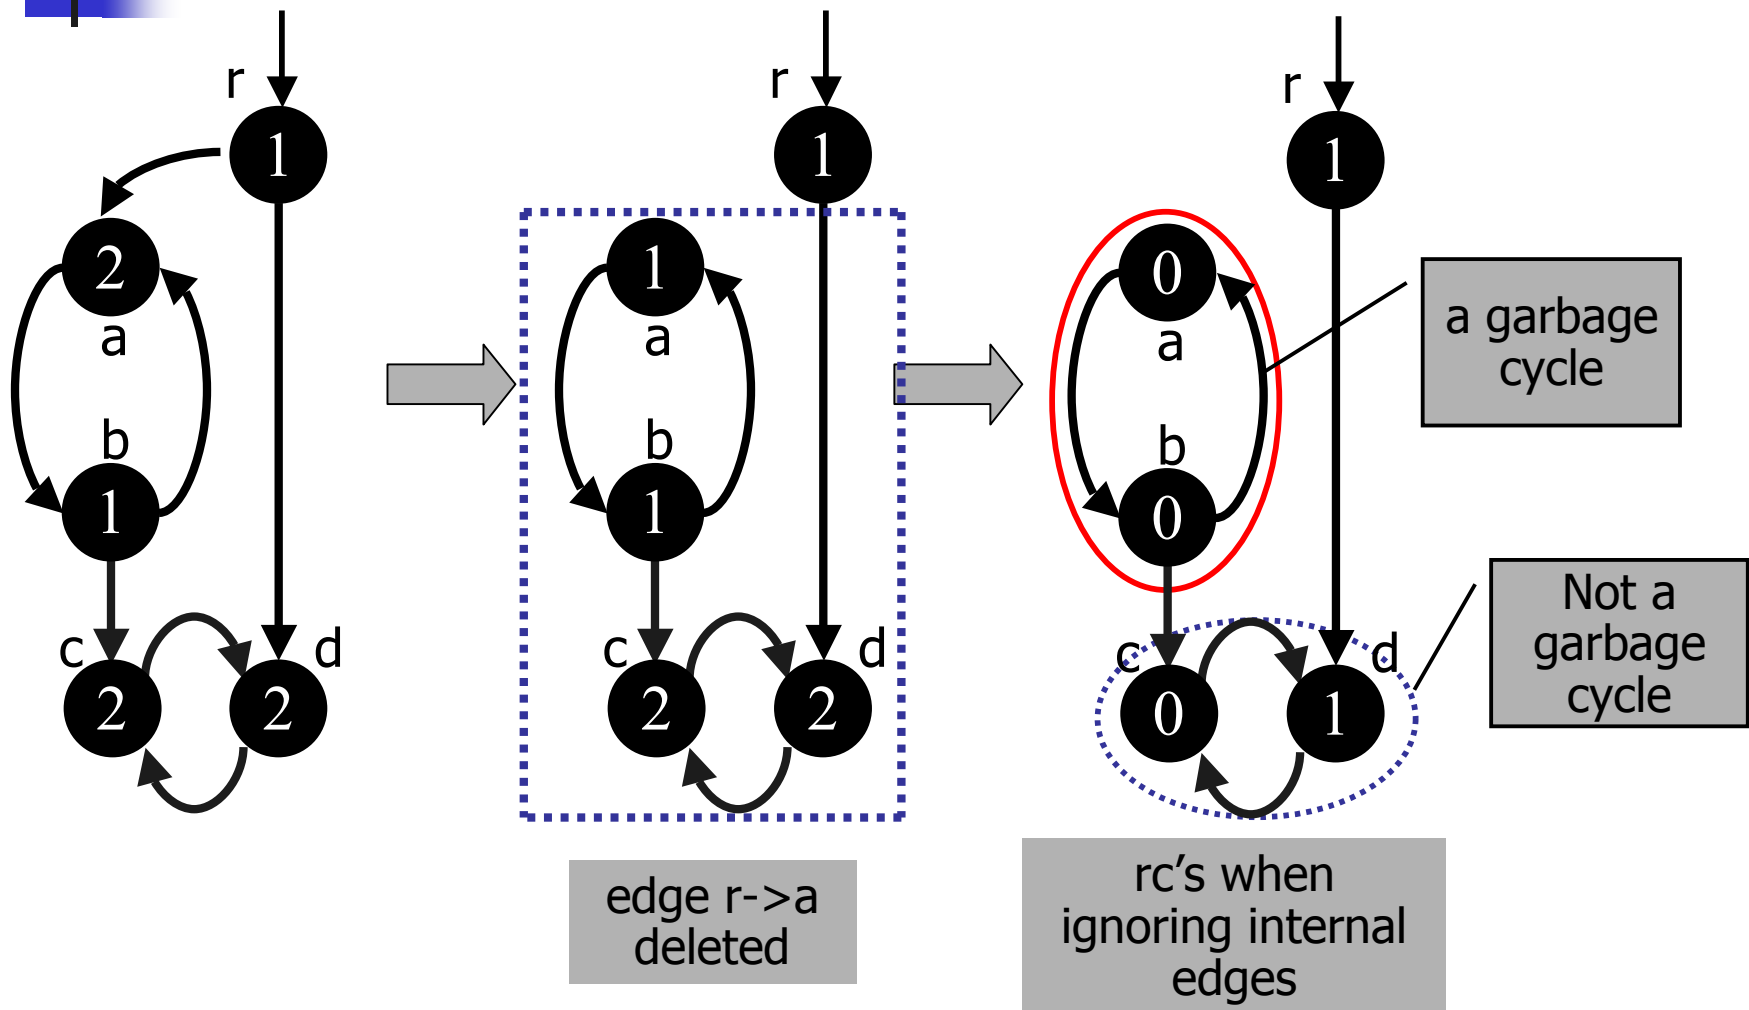 r
1
2
a
b
1
c
2
2
d
r
1
1
a
b
1
c
2
2
d
edge r->a
deleted
r
1
0
a
b
0
c
0
1
d
a garbage
cycle
Not a
garbage
cycle
rc’s when
ignoring internal
edges